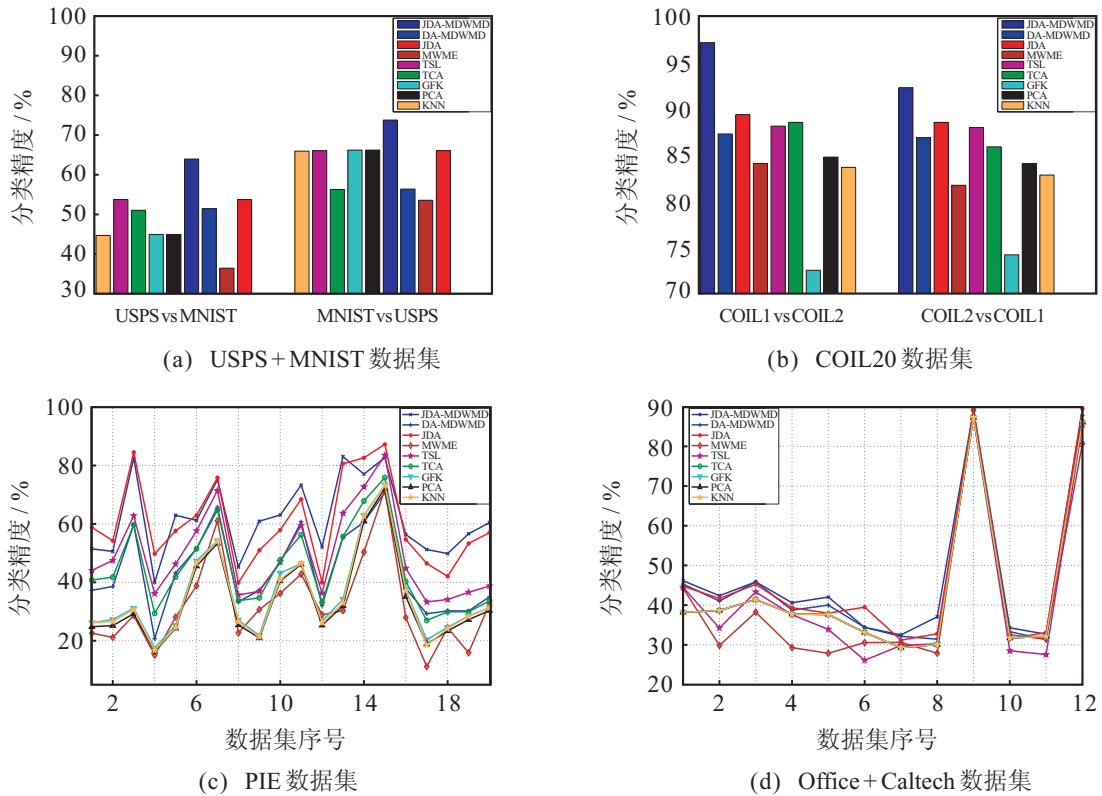 100
90
80
70
60
50
40
30
分类精度 / %
JDA-MDWMD
DA-MDWMD
JDA
MWME
TSL
TCA
GFK
PCA
KNN
USPS vs MNIST
MNIST vs USPS
(a) USPS+MNIST 数据集
100
95
90
85
80
75
70
分类精度 / %
JDA-MDWMD
DA-MDWMD
JDA
MWME
TSL
TCA
GFK
PCA
KNN
COIL1 vs COIL2
COIL2 vs COIL1
(b) COIL20 数据集
100
80
60
40
20
分类精度 / %
JDA-MDWMD
DA-MDWMD
JDA
MWME
TSL
TCA
GFK
PCA
KNN
2 6 10 14 18
数据集序号
(c) PIE 数据集
90
80
70
60
50
40
30
20
分类精度 / %
JDA-MDWMD
DA-MDWMD
JDA
MWME
TSL
TCA
GFK
PCA
KNN
2 4 6 8 10 12
数据集序号
(d) Office+Caltech 数据集